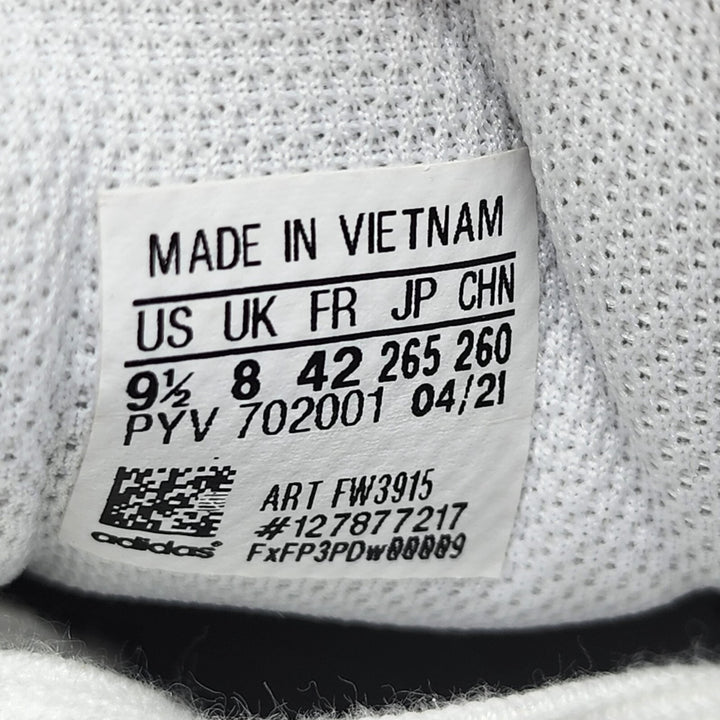 MADE IN VIETNAM
US UK FR JP CHN
9½ 8 42 265 260
PYV 702001 04/21
ART FW3915
#127877217
adidas® FxFP3PDw00009